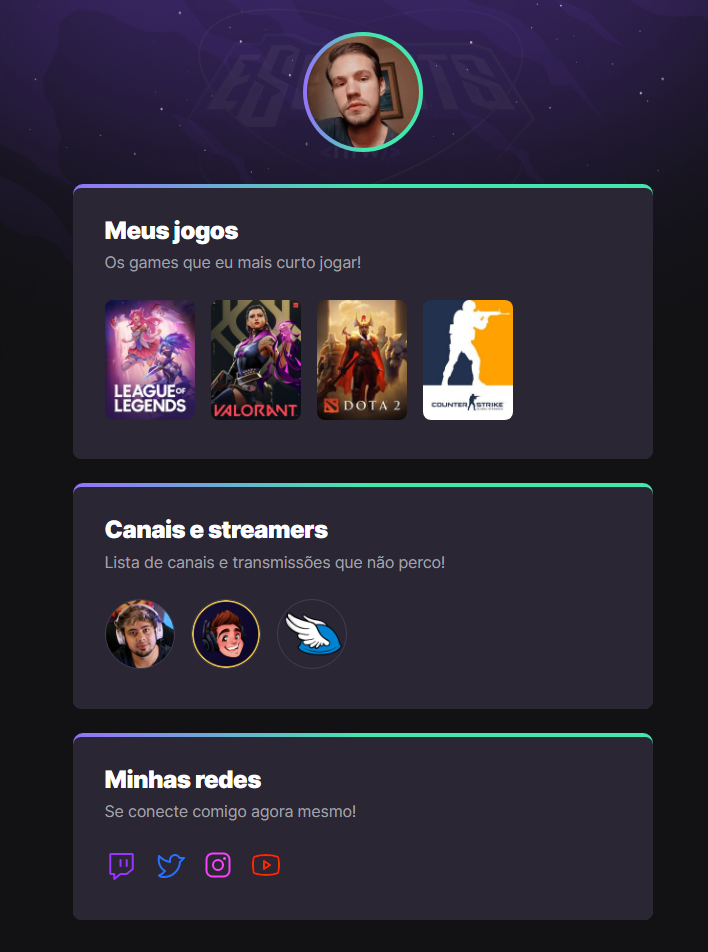 ESPORTS
Meus jogos
Os games que eu mais curto jogar!
LEAGUE OF
LEGENDS
VALORANT
DOTA 2
COUNTER STRIKE
Canais e streamers
Lista de canais e transmissões que não perco!
Minhas redes
Se conecte comigo agora mesmo!